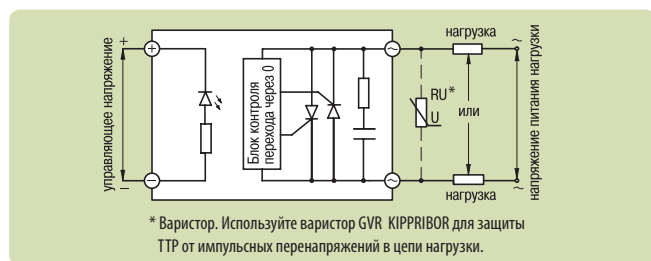 нагрузка
управляющее напряжение
+
+
−
−
Блок контроля
перехода через 0
~
~
RU*
U
или
~
~
напряжение питания нагрузки
нагрузка
* Варистор. Используйте варистор GVR KIPPRIBOR для защиты
ТТР от импульсных перенапряжений в цепи нагрузки.